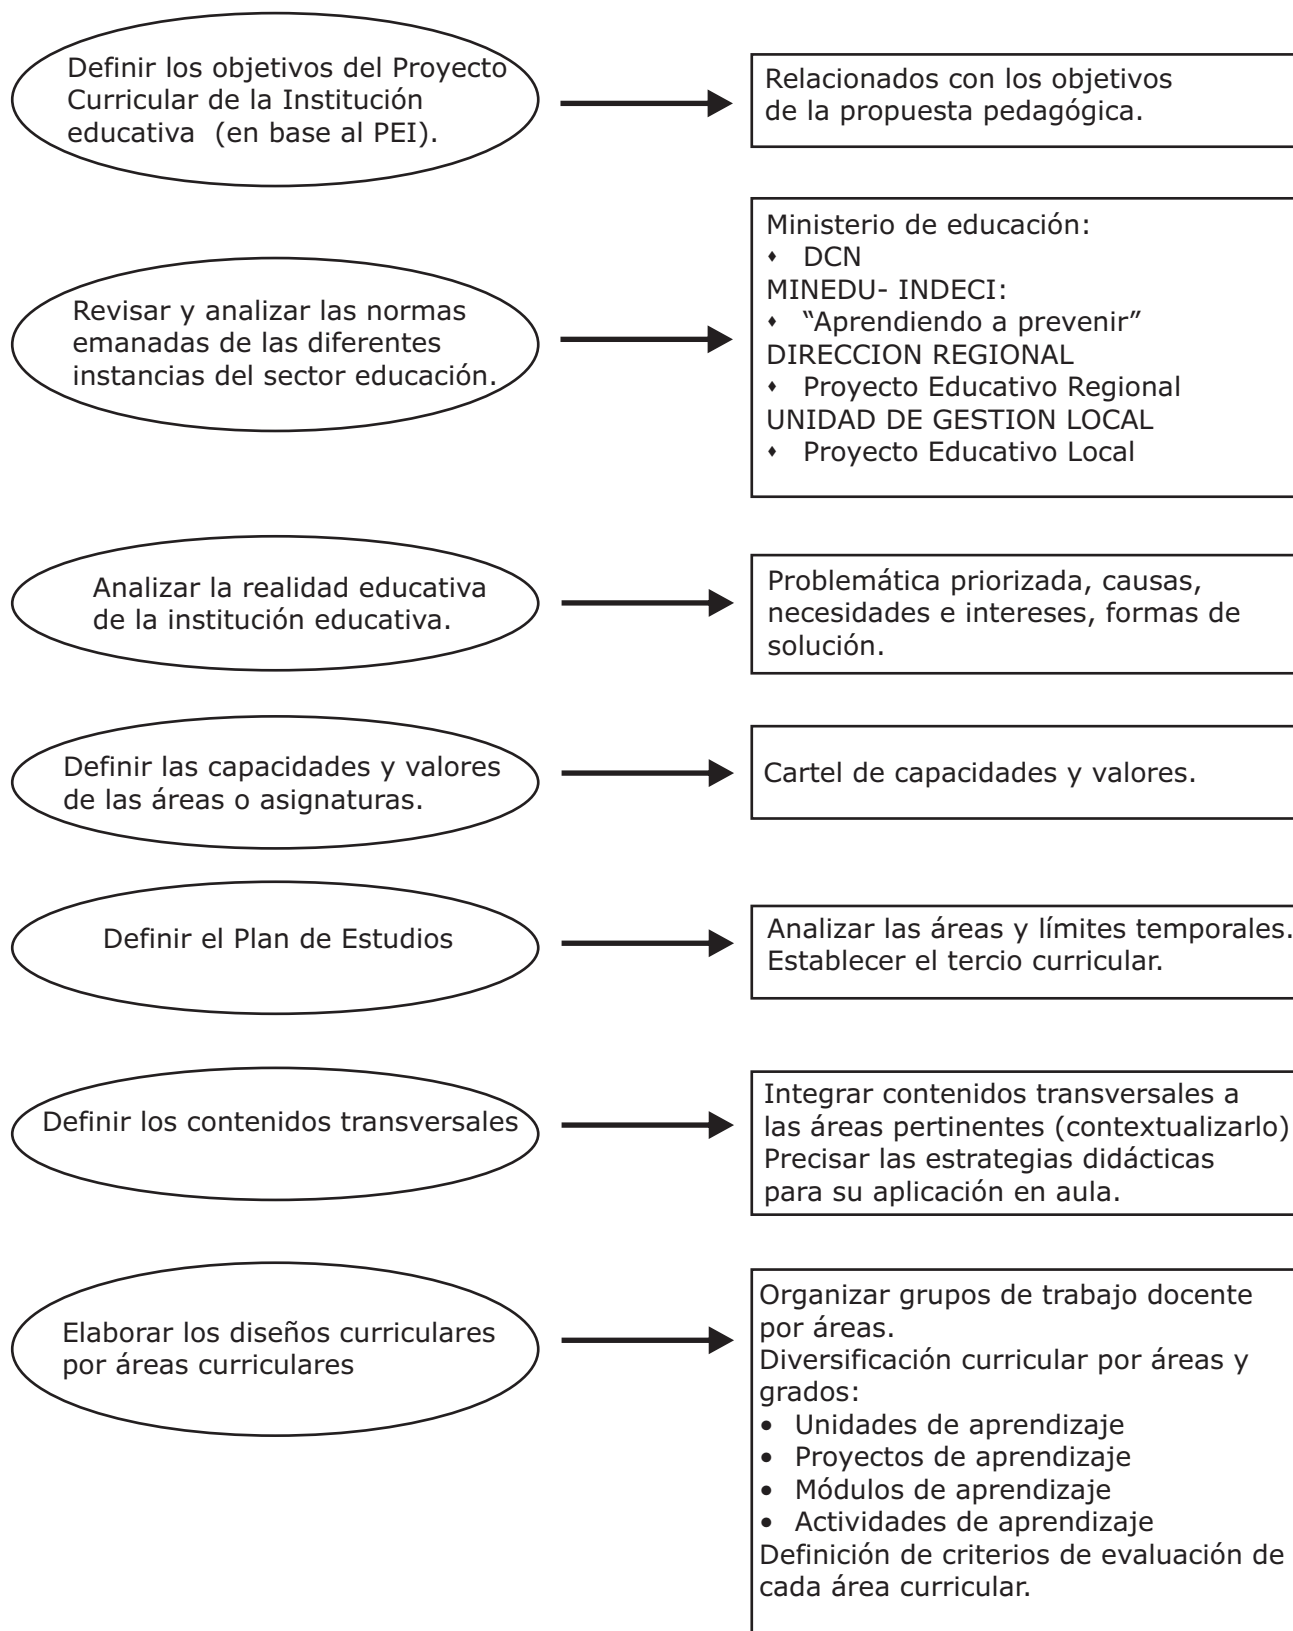 Definir los objetivos del Proyecto
Curricular de la Institución
educativa  (en base al PEI).
Relacionados con los objetivos
de la propuesta pedagógica.
Revisar y analizar las normas
emanadas de las diferentes
instancias del sector educación.
Ministerio de educación:
⬧ DCN
MINEDU- INDECI:
⬧ “Aprendiendo a prevenir”
DIRECCION REGIONAL
⬧ Proyecto Educativo Regional
UNIDAD DE GESTION LOCAL
⬧ Proyecto Educativo Local
Analizar la realidad educativa
de la institución educativa.
Problemática priorizada, causas,
necesidades e intereses, formas de
solución.
Definir las capacidades y valores
de las áreas o asignaturas.
Cartel de capacidades y valores.
Definir el Plan de Estudios
Analizar las áreas y límites temporales.
Establecer el tercio curricular.
Definir los contenidos transversales
Integrar contenidos transversales a
las áreas pertinentes (contextualizarlo)
Precisar las estrategias didácticas
para su aplicación en aula.
Elaborar los diseños curriculares
por áreas curriculares
Organizar grupos de trabajo docente
por áreas.
Diversificación curricular por áreas y
grados:
• Unidades de aprendizaje
• Proyectos de aprendizaje
• Módulos de aprendizaje
• Actividades de aprendizaje
Definición de criterios de evaluación de
cada área curricular.